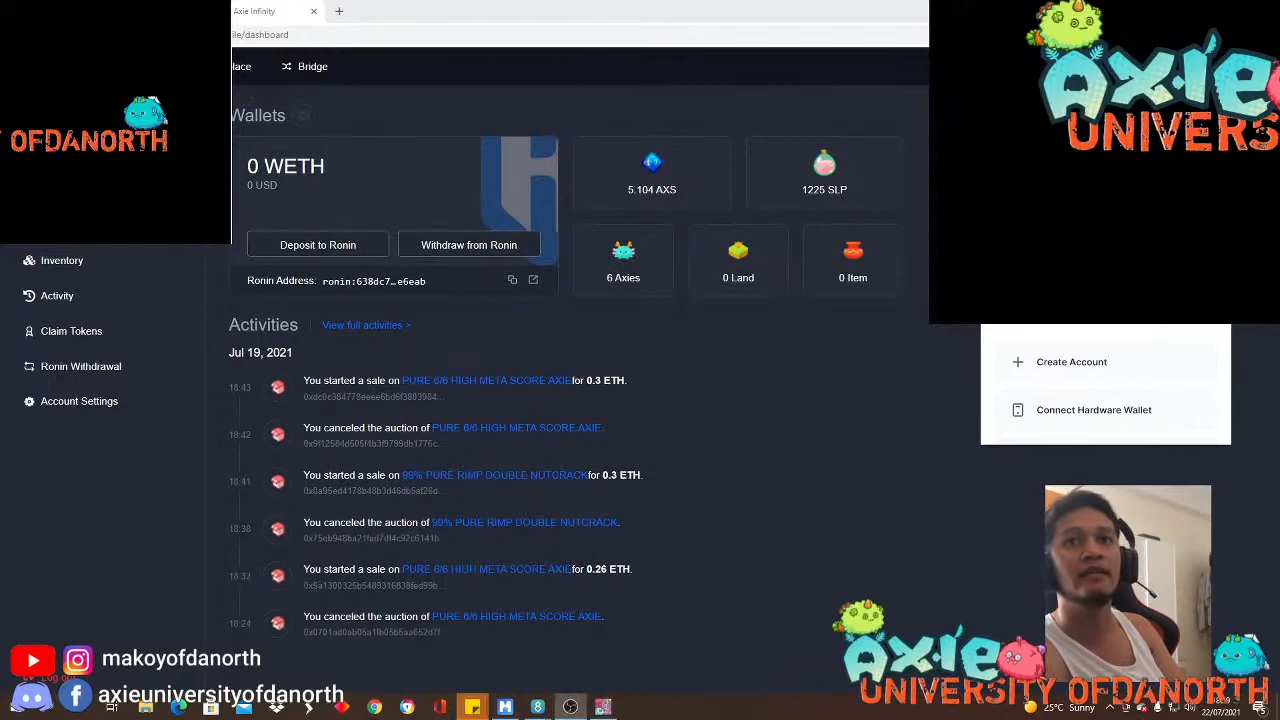 Axie Infinity
ile/dashboard
lace
Bridge
Axie
UNIVERS
Y OFDANORTH
Wallets
0 WETH
0 USD
5.104 AXS
1225 SLP
Deposit to Ronin
Withdraw from Ronin
Inventory
6 Axies
0 Land
0 Item
Ronin Address: ronin:638dc7...e6eab
Activity
Activities
View full activities >
Claim Tokens
Jul 19, 2021
Ronin Withdrawal
Create Account
18:43
You started a sale on PURE 6/6 HIGH META SCORE AXIE for 0.3 ETH.
Account Settings
Connect Hardware Wallet
18:42
You canceled the auction of PURE 6/6 HIGH META SCORE AXIE.
18:41
You started a sale on 99% PURE RIMP DOUBLE NUTCRACK for 0.3 ETH.
18:38
You canceled the auction of 99% PURE RIMP DOUBLE NUTCRACK.
18:32
You started a sale on PURE 6/6 HIGH META SCORE AXIE for 0.26 ETH.
18:24
You canceled the auction of PURE 6/6 HIGH META SCORE AXIE.
makoyofdanorth
Log out
axieuniversityofdanorth
Axie
UNIVERSITY OFDANORTH
25°C Sunny
22/07/2021